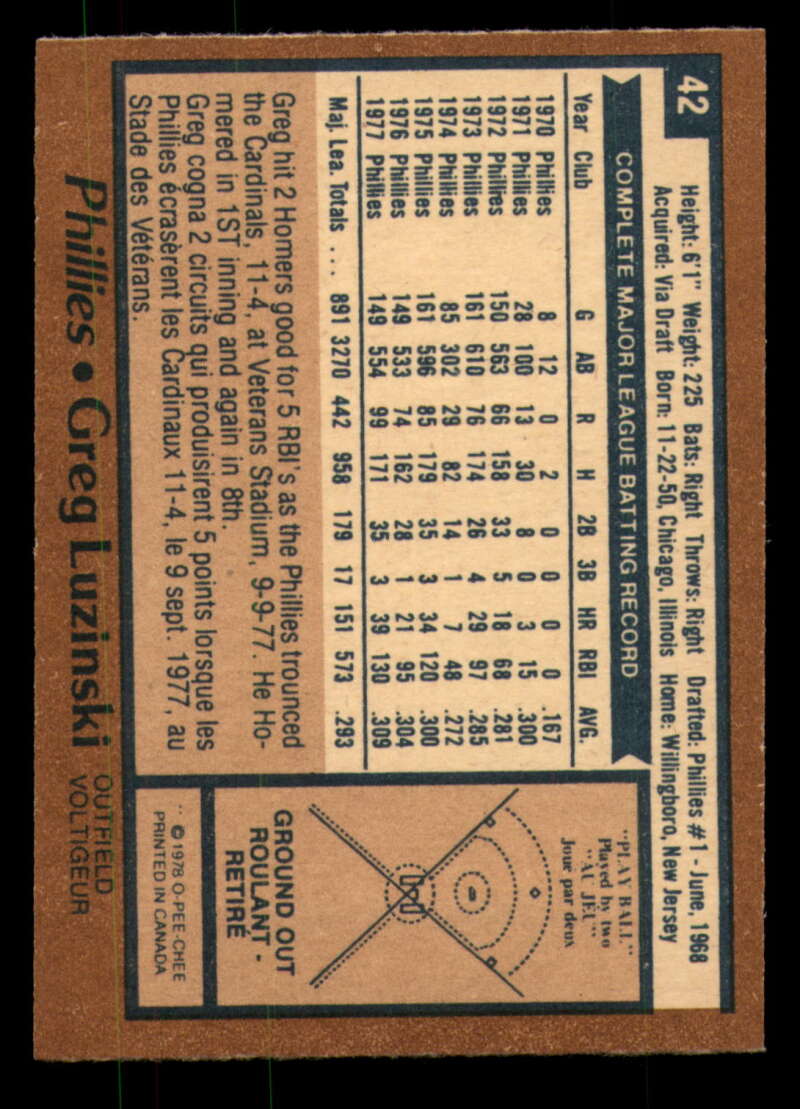 42
Height: 6'1" Weight: 225 Bats: Right Throws: Right Drafted: Phillies #1 - June, 1968
Acquired: Via Draft Born: 11-22-50, Chicago, Illinois Home: Willingboro, New Jersey
COMPLETE MAJOR LEAGUE BATTING RECORD
Year Club G AB R H 2B 3B HR RBI AVG.
1970 Phillies 8 12 0 2 0 0 0 0 .167
1971 Phillies 28 100 13 30 8 0 3 15 .300
1972 Phillies 150 563 66 158 33 5 18 68 .281
1973 Phillies 161 610 76 174 26 4 29 97 .285
1974 Phillies 85 302 29 82 14 1 7 48 .272
1975 Phillies 161 596 85 179 35 3 34 120 .300
1976 Phillies 149 533 74 162 28 1 21 95 .304
1977 Phillies 149 554 99 171 35 3 39 130 .309
Maj. Lea. Totals ... 891 3270 442 958 179 17 151 573 .293
Greg hit 2 Homers good for 5 RBI's as the Phillies trounced
the Cardinals, 11-4, at Veterans Stadium, 9-9-77. He Ho-
mered in 1ST inning and again in 8th.
Greg cogna 2 circuits qui produisirent 5 points lorsque les
Phillies écrasèrent les Cardinaux 11-4, le 9 sept. 1977, au
Stade des Vétérans.
"PLAY BALL"
Played by two
"AU JEU"
Joue par deux
GROUND OUT
ROULANT -
RETIRÉ
© 1978 O-PEE-CHEE
PRINTED IN CANADA
Phillies • Greg Luzinski
OUTFIELD
VOLTIGEUR